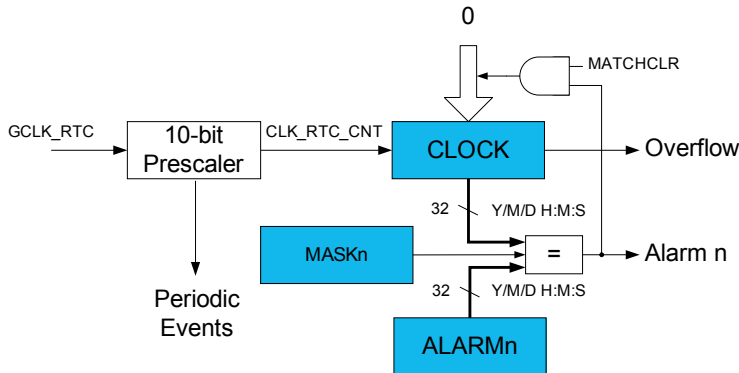 0
MATCHCLR
GCLK_RTC
10-bit
Prescaler
CLK_RTC_CNT
CLOCK
Overflow
32
Y/M/D H:M:S
MASKn
=
Alarm n
32
Y/M/D H:M:S
Periodic
Events
ALARMn